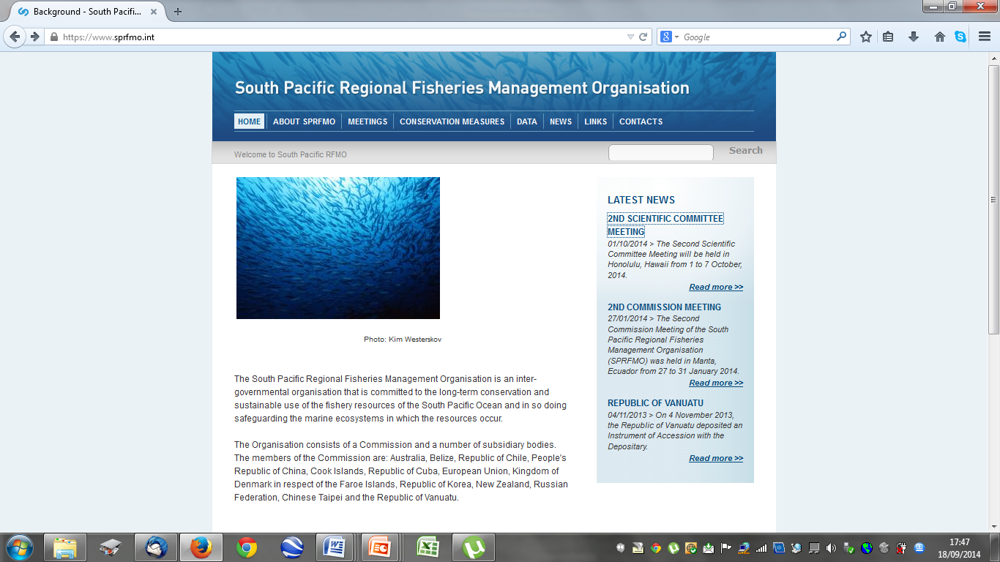 Background - South Pacifi...
https://www.sprfmo.int
Google
South Pacific Regional Fisheries Management Organisation
HOME
ABOUT SPRFMO
MEETINGS
CONSERVATION MEASURES
DATA
NEWS
LINKS
CONTACTS
Welcome to South Pacific RFMO
Search
Photo: Kim Westerskov
The South Pacific Regional Fisheries Management Organisation is an inter-
governmental organisation that is committed to the long-term conservation and
sustainable use of the fishery resources of the South Pacific Ocean and in so doing
safeguarding the marine ecosystems in which the resources occur.
The Organisation consists of a Commission and a number of subsidiary bodies.
The members of the Commission are: Australia, Belize, Republic of Chile, People's
Republic of China, Cook Islands, Republic of Cuba, European Union, Kingdom of
Denmark in respect of the Faroe Islands, Republic of Korea, New Zealand, Russian
Federation, Chinese Taipei and the Republic of Vanuatu.
LATEST NEWS
2ND SCIENTIFIC COMMITTEE
MEETING
01/10/2014 > The Second Scientific
Committee Meeting will be held in
Honolulu, Hawaii from 1 to 7 October,
2014.
Read more >>
2ND COMMISSION MEETING
27/01/2014 > The Second
Commission Meeting of the South
Pacific Regional Fisheries
Management Organisation
(SPRFMO) was held in Manta,
Ecuador from 27 to 31 January 2014.
Read more >>
REPUBLIC OF VANUATU
04/11/2013 > On 4 November 2013,
the Republic of Vanuatu deposited an
Instrument of Accession with the
Depositary.
Read more >>
17:47
18/09/2014